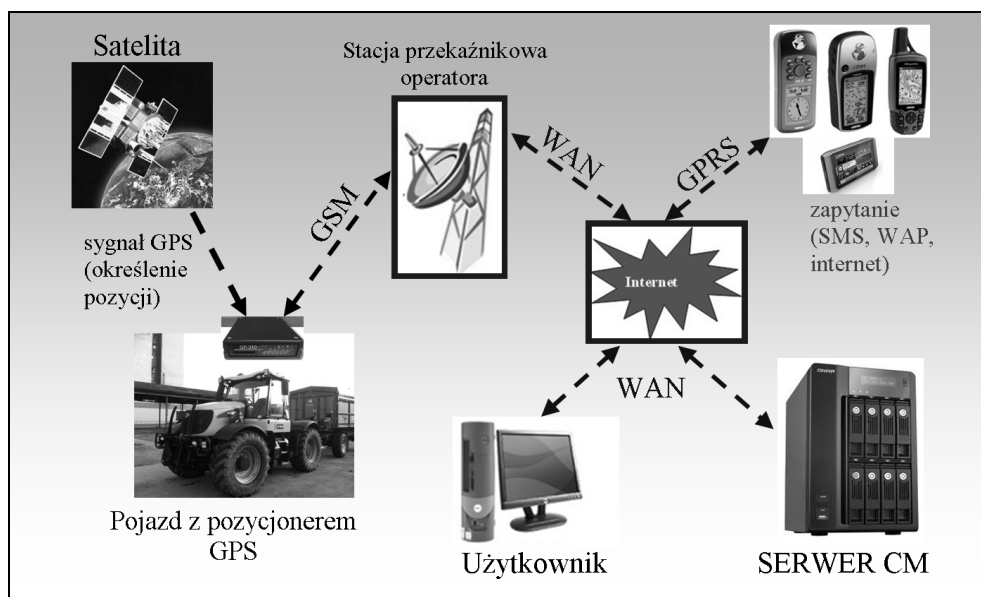 Satelita
Stacja przekaźnikowa
operatora
WAN
GPRS
GSM
sygnał GPS
(określenie
pozycji)
zapytanie
(SMS, WAP,
internet)
Internet
WAN
Pojazd z pozycjonerem
GPS
Użytkownik
SERWER CM